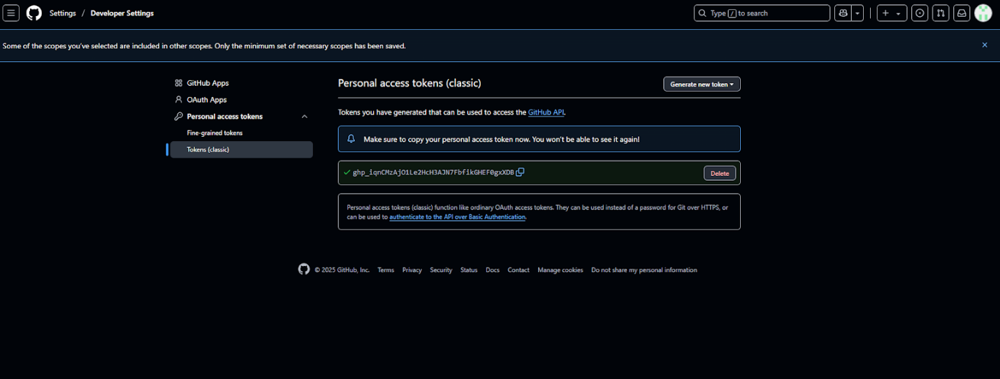 Settings / Developer Settings
Type / to search
Some of the scopes you've selected are included in other scopes. Only the minimum set of necessary scopes has been saved.
GitHub Apps
OAuth Apps
Personal access tokens
Fine-grained tokens
Tokens (classic)
Personal access tokens (classic)
Generate new token
Tokens you have generated that can be used to access the GitHub API.
Make sure to copy your personal access token now. You won't be able to see it again!
Delete
Personal access tokens (classic) function like ordinary OAuth access tokens. They can be used instead of a password for Git over HTTPS, or
can be used to authenticate to the API over Basic Authentication.
© 2025 GitHub, Inc. Terms Privacy Security Status Docs Contact Manage cookies Do not share my personal information